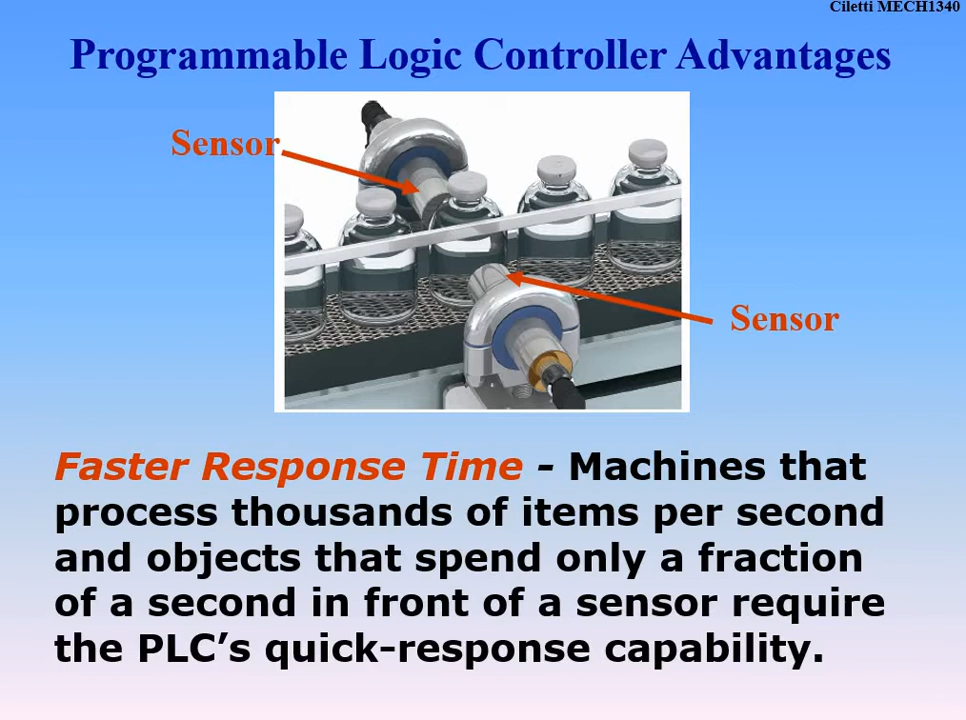 Ciletti MECH1340
Programmable Logic Controller Advantages
Sensor
Sensor
Faster Response Time - Machines that
process thousands of items per second
and objects that spend only a fraction
of a second in front of a sensor require
the PLC’s quick-response capability.